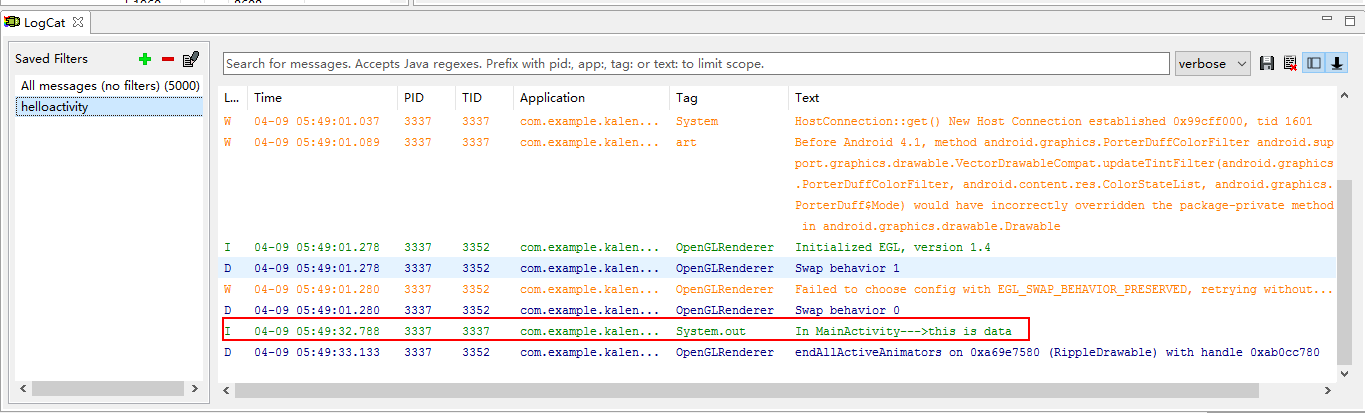 LogCat
Saved Filters
All messages (no filters) (5000)
helloactivity
Search for messages. Accepts Java regexes. Prefix with pid:, app:, tag: or text: to limit scope.
verbose
L... Time PID TID Application Tag Text
W 04-09 05:49:01.037 3337 3337 com.example.kalen... System HostConnection::get() New Host Connection established 0x99cff000, tid 1601
W 04-09 05:49:01.089 3337 3337 com.example.kalen... art Before Android 4.1, method android.graphics.PorterDuffColorFilter android.sup
port.graphics.drawable.VectorDrawableCompat.updateTintFilter(android.graphics
.PorterDuffColorFilter, android.content.res.ColorStateList, android.graphics.
PorterDuff$Mode) would have incorrectly overridden the package-private method
in android.graphics.drawable.Drawable
I 04-09 05:49:01.278 3337 3352 com.example.kalen... OpenGLRenderer Initialized EGL, version 1.4
D 04-09 05:49:01.278 3337 3352 com.example.kalen... OpenGLRenderer Swap behavior 1
W 04-09 05:49:01.280 3337 3352 com.example.kalen... OpenGLRenderer Failed to choose config with EGL_SWAP_BEHAVIOR_PRESERVED, retrying without...
D 04-09 05:49:01.280 3337 3352 com.example.kalen... OpenGLRenderer Swap behavior 0
I 04-09 05:49:32.788 3337 3337 com.example.kalen... System.out In MainActivity--->this is data
D 04-09 05:49:33.133 3337 3352 com.example.kalen... OpenGLRenderer endAllActiveAnimators on 0xa69e7580 (RippleDrawable) with handle 0xab0cc780